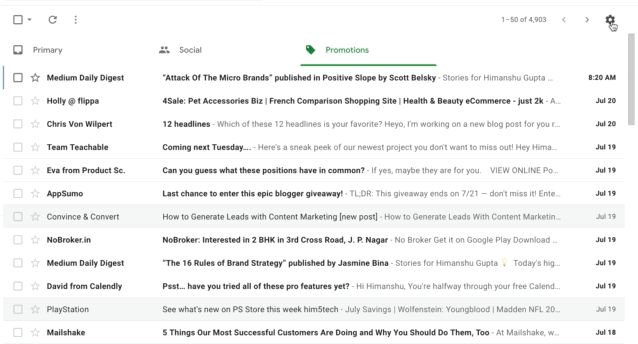 1–50 of 4,903
Primary Social Promotions
Medium Daily Digest "Attack Of The Micro Brands" published in Positive Slope by Scott Belsky - Stories for Himanshu Gupta ... 8:20 AM
Holly @ flippa 4Sale: Pet Accessories Biz | French Comparison Shopping Site | Health & Beauty eCommerce - just 2k - A... Jul 20
Chris Von Wilpert 12 headlines - Which of these 12 headlines is your favorite? Heyo, I'm working on a new blog post for you r... Jul 20
Team Teachable Coming next Tuesday.... - Here's a sneak peek of our newest project you don't want to miss out! Hey Hima... Jul 19
Eva from Product Sc. Can you guess what these positions have in common? - If yes, maybe they are for you. VIEW ONLINE Po... Jul 19
AppSumo Last chance to enter this epic blogger giveaway! - TL;DR: This giveaway ends on 7/21 — don't miss it! Ente... Jul 19
Convince & Convert How to Generate Leads with Content Marketing [new post] - How to Generate Leads With Content Marketin... Jul 19
NoBroker.in NoBroker: Interested in 2 BHK in 3rd Cross Road, J. P. Nagar - No Broker Get it on Google Play Download ... Jul 19
Medium Daily Digest "The 16 Rules of Brand Strategy" published by Jasmine Bina - Stories for Himanshu Gupta 💡 Today's hig... Jul 19
David from Calendly Psst... have you tried all of these pro features yet? - Hi Himanshu, You're halfway through your free Calend... Jul 19
PlayStation See what's new on PS Store this week him5tech - July Savings | Wolfenstein: Youngblood | Madden NFL 20... Jul 19
Mailshake 5 Things Our Most Successful Customers Are Doing and Why You Should Do Them, Too - At Mailshake, w... Jul 18